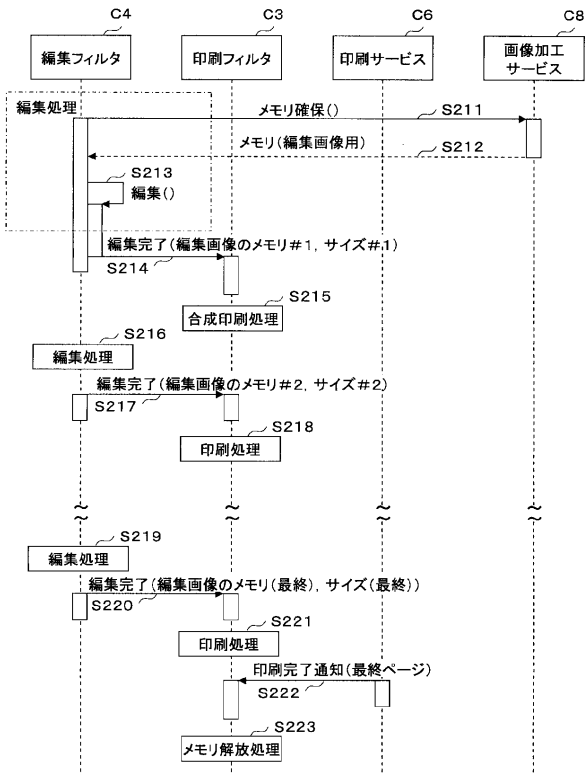 C4
C3
C6
C8
編集フィルタ
印刷フィルタ
印刷サービス
画像加工
サービス
編集処理
メモリ確保()
S211
メモリ(編集画像用)
S212
S213
編集()
編集完了(編集画像のメモリ#1, サイズ#1)
S214
S215
合成印刷処理
S216
編集処理
編集完了(編集画像のメモリ#2, サイズ#2)
S217
S218
印刷処理
S219
編集処理
編集完了(編集画像のメモリ(最終), サイズ(最終))
S220
S221
印刷処理
印刷完了通知(最終ページ)
S222
S223
メモリ解放処理